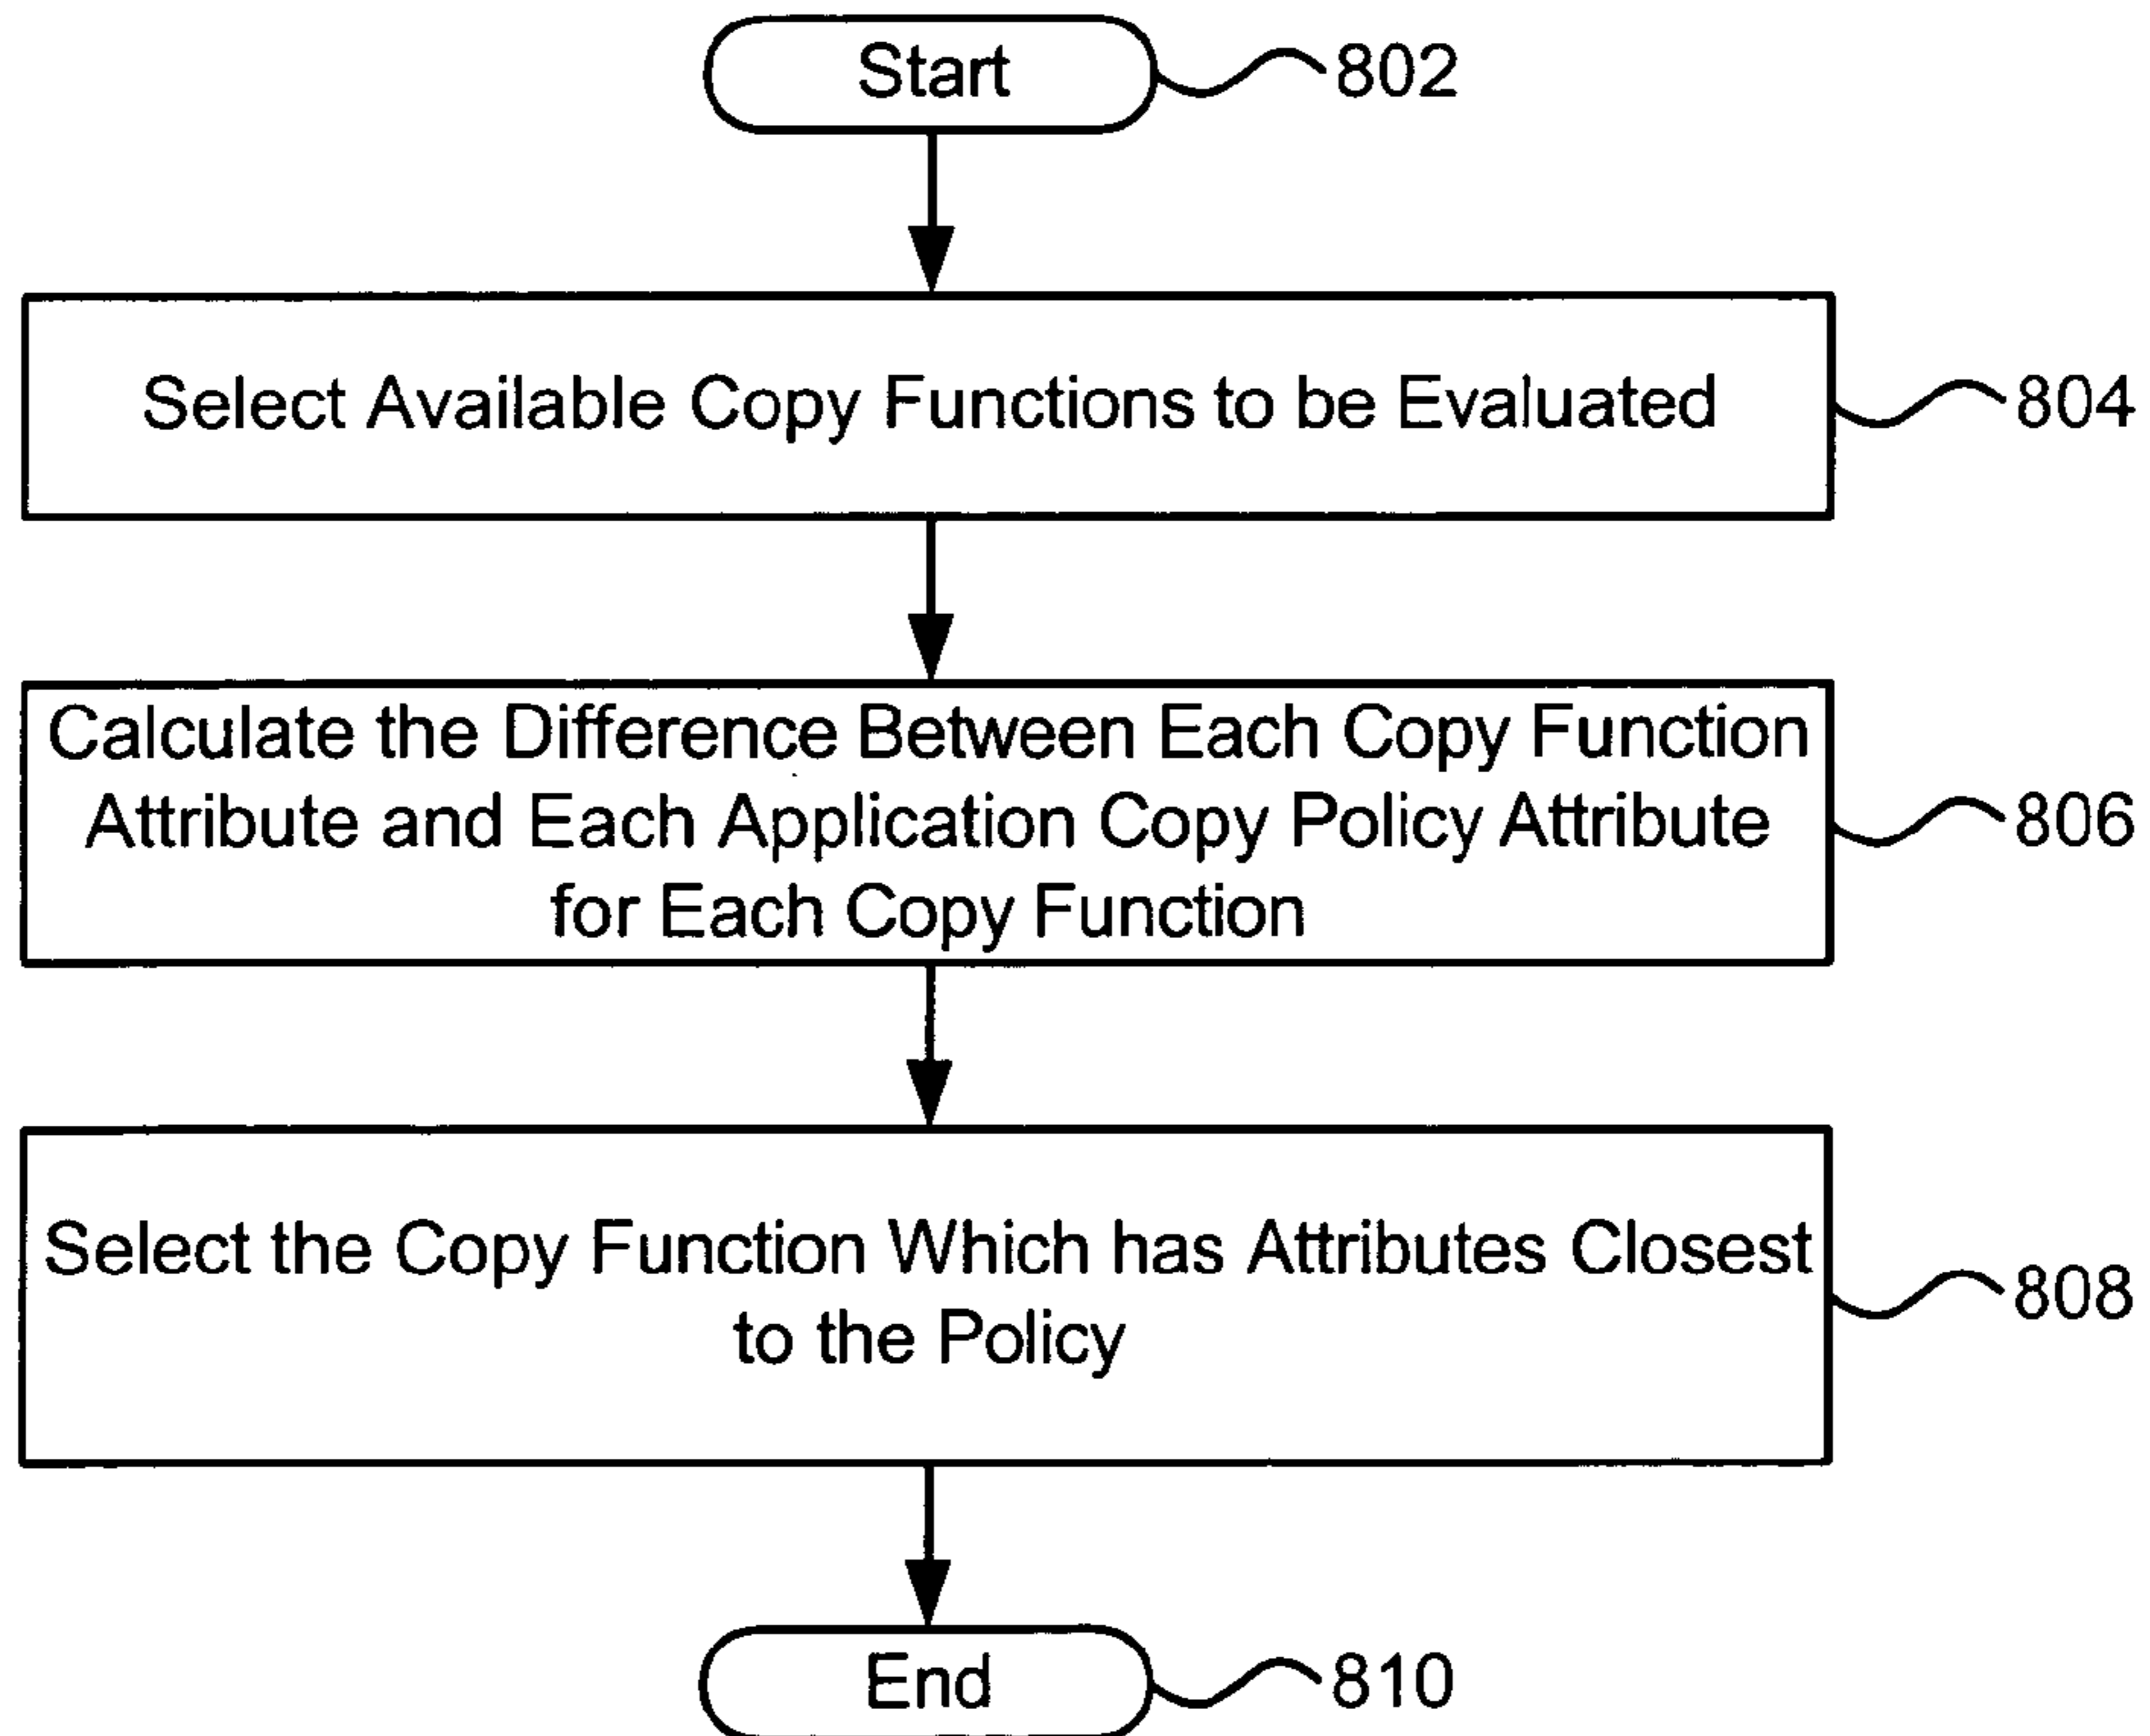 Start
802
Select Available Copy Functions to be Evaluated
804
Calculate the Difference Between Each Copy Function
Attribute and Each Application Copy Policy Attribute
for Each Copy Function
806
Select the Copy Function Which has Attributes Closest
to the Policy
808
End
810